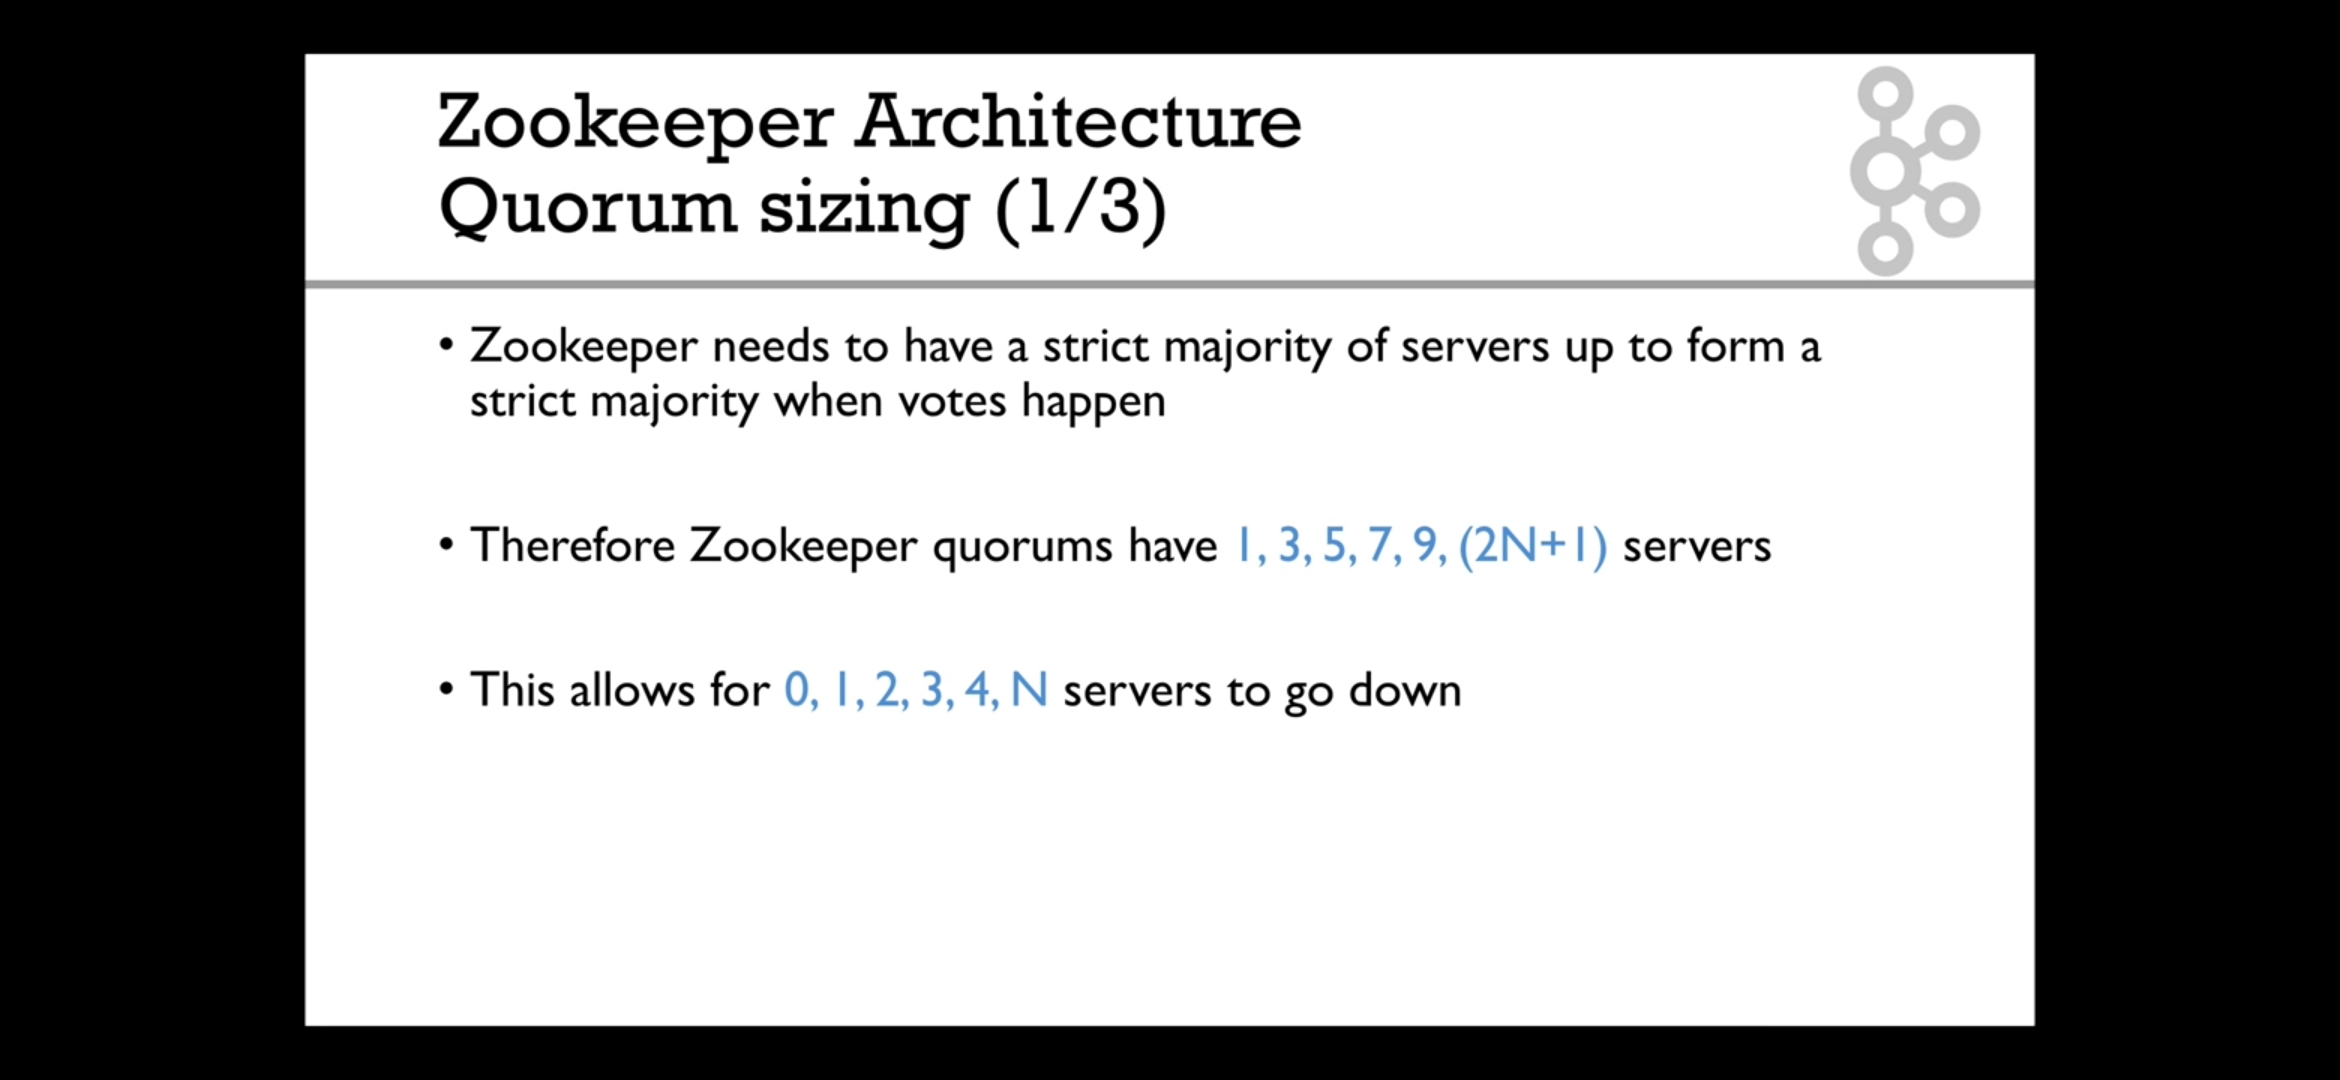 Zookeeper Architecture
Quorum sizing (1/3)
• Zookeeper needs to have a strict majority of servers up to form a
strict majority when votes happen
• Therefore Zookeeper quorums have 1, 3, 5, 7, 9, (2N+1) servers
• This allows for 0, 1, 2, 3, 4, N servers to go down